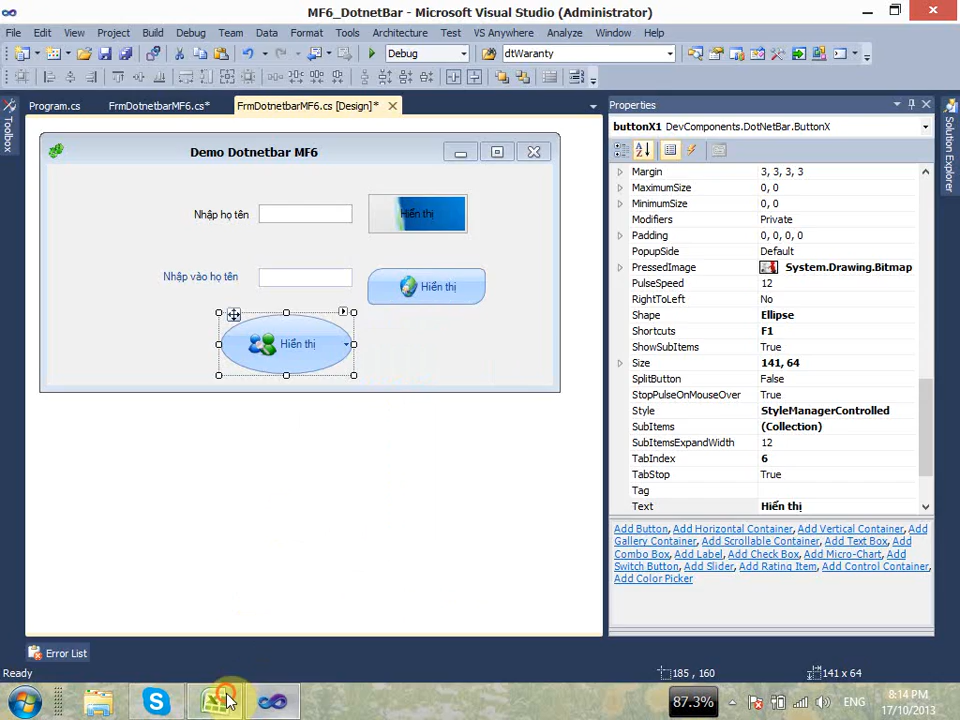 MF6_DotnetBar - Microsoft Visual Studio (Administrator)
File Edit View Project Build Debug Team Data Format Tools Architecture Test VS Anywhere Analyze Window Help
Debug dtWaranty
Program.cs FrmDotnetbarMF6.cs* FrmDotnetbarMF6.cs [Design]*
Toolbox
Demo Dotnetbar MF6
Nhập họ tên Hiển thị
Nhập vào họ tên Hiển thị
Hiển thị
Properties
buttonX1 DevComponents.DotNetBar.ButtonX
Margin 3, 3, 3, 3
MaximumSize 0, 0
MinimumSize 0, 0
Modifiers Private
Padding 0, 0, 0, 0
PopupSide Default
PressedImage System.Drawing.Bitmap
PulseSpeed 12
RightToLeft No
Shape Ellipse
Shortcuts F1
ShowSubItems True
Size 141, 64
SplitButton False
StopPulseOnMouseOver True
Style StyleManagerControlled
SubItems (Collection)
SubItemsExpandWidth 12
TabIndex 6
TabStop True
Tag
Text Hiển thị
Add Button, Add Horizontal Container, Add Vertical Container, Add
Gallery Container, Add Scrollable Container, Add Text Box, Add
Combo Box, Add Label, Add Check Box, Add Micro-Chart, Add
Switch Button, Add Slider, Add Rating Item, Add Control Container,
Add Color Picker
Solution Explorer
Error List
Ready 185 , 160 141 x 64
87.3% ENG 8:14 PM
17/10/2013